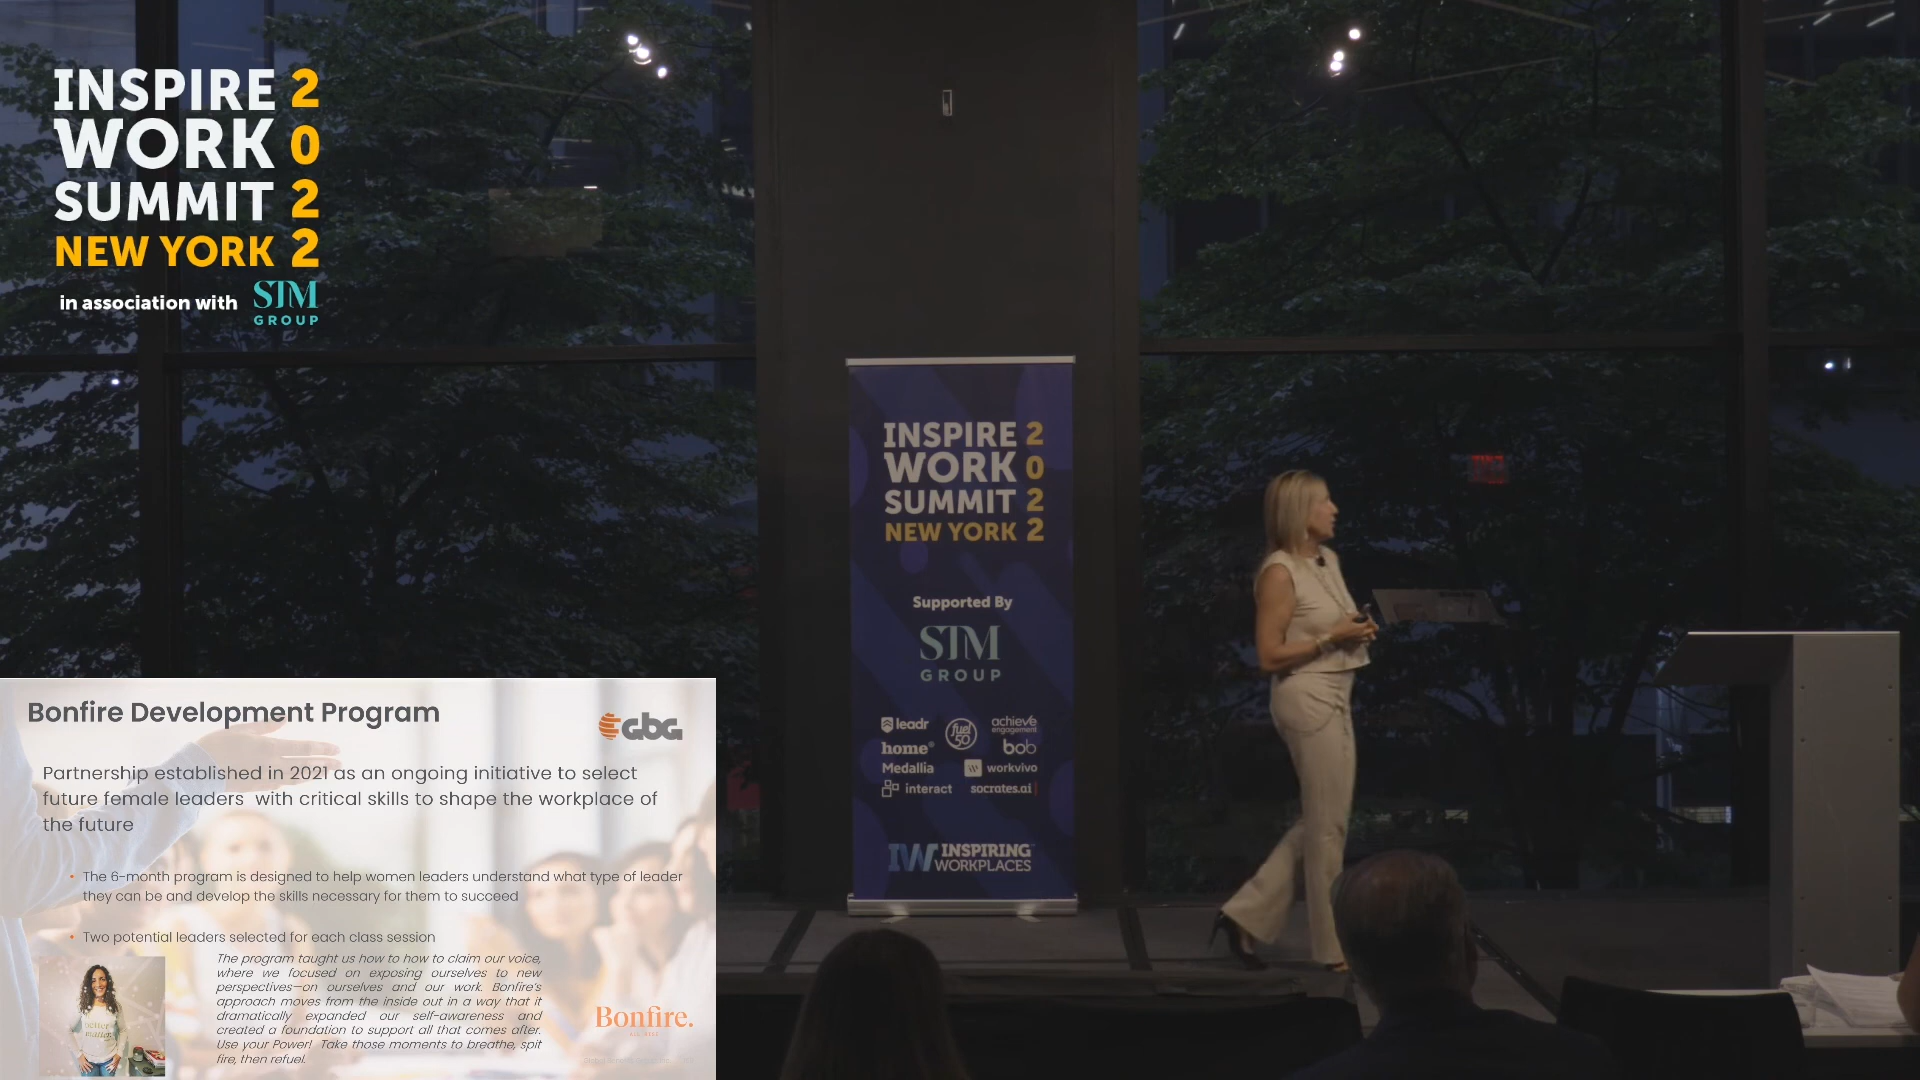 INSPIRE 2
WORK 0
SUMMIT 2
NEW YORK 2
in association with STM
GROUP
INSPIRE 2
WORK 0
SUMMIT 2
NEW YORK 2
Supported By
STM
GROUP
leadr fuel 50 achieve engagement
home bob
Medallia workvivo
interact socrates.ai
IW INSPIRING
WORKPLACES
Bonfire Development Program
gbg
Partnership established in 2021 as an ongoing initiative to select
future female leaders with critical skills to shape the workplace of
the future
• The 6-month program is designed to help women leaders understand what type of leader
they can be and develop the skills necessary for them to succeed
• Two potential leaders selected for each class session
The program taught us how to how to claim our voice,
where we focused on exposing ourselves to new
perspectives—on ourselves and our work. Bonfire's
approach moves from the inside out in a way that it
dramatically expanded our self-awareness and
created a foundation to support all that comes after.
Use your Power! Take those moments to breathe, spit
fire, then refuel.
Bonfire.